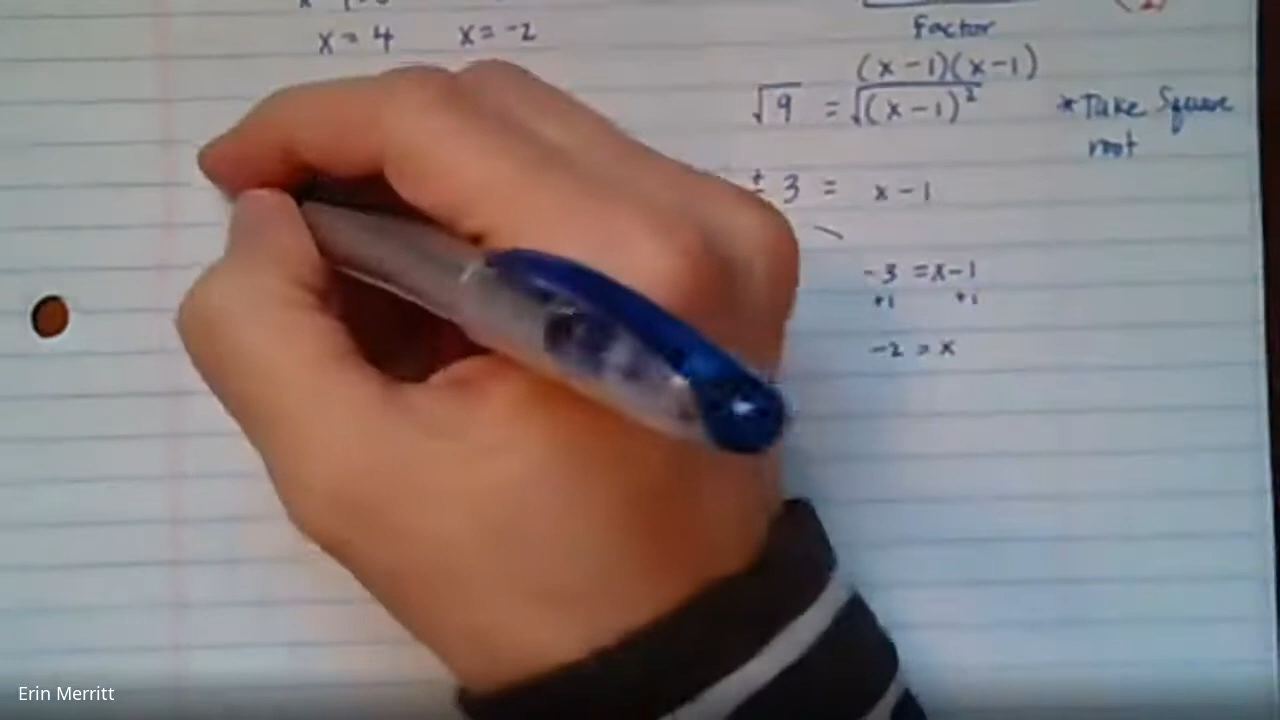 x = 4 x = -2
Factor
(x-1)(x-1)
√9 = √(x-1)²
* Take Square
root
± 3 = x - 1
-3 = x-1
+1 +1
-2 = x
Erin Merritt